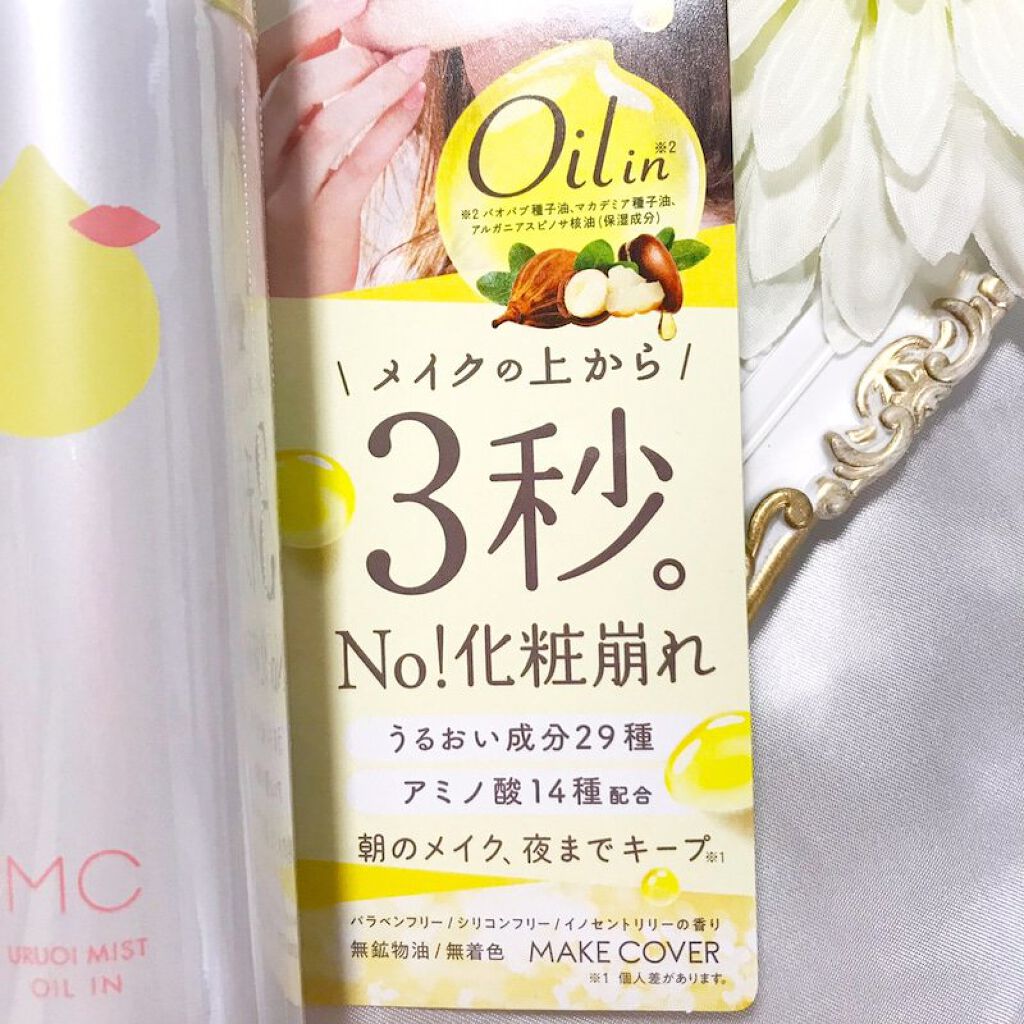 Oil in ※2
※2 バオバブ種子油、マカデミア種子油、
アルガニアスピノサ核油(保湿成分)
\ メイクの上から /
3秒。
No!化粧崩れ
うるおい成分29種
アミノ酸14種配合
朝のメイク、夜までキープ※1
パラベンフリー/シリコンフリー/イノセントリリーの香り
無鉱物油/無着色 MAKE COVER
※1 個人差があります。
MC
URUOI MIST
OIL IN